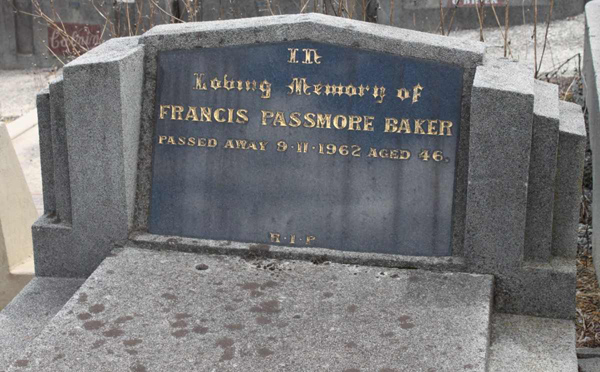 In
Loving Memory of
FRANCIS PASSMORE BAKER
PASSED AWAY 9·11·1962 AGED 46.
R·I·P